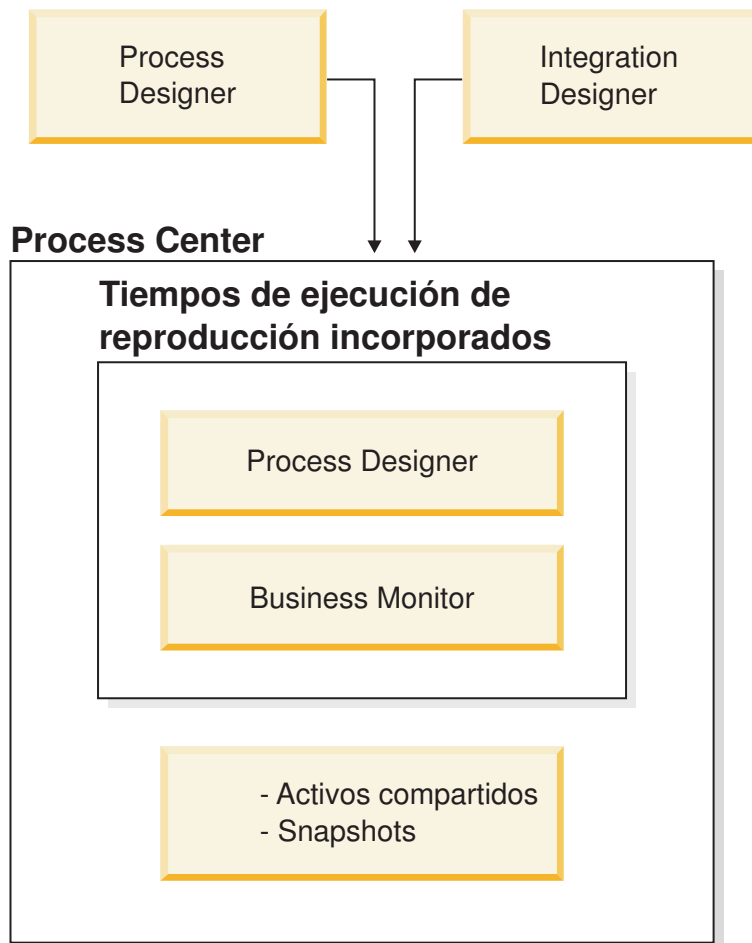 Process
Designer
Integration
Designer
Process Center
Tiempos de ejecución de
reproducción incorporados
Process Designer
Business Monitor
- Activos compartidos
- Snapshots